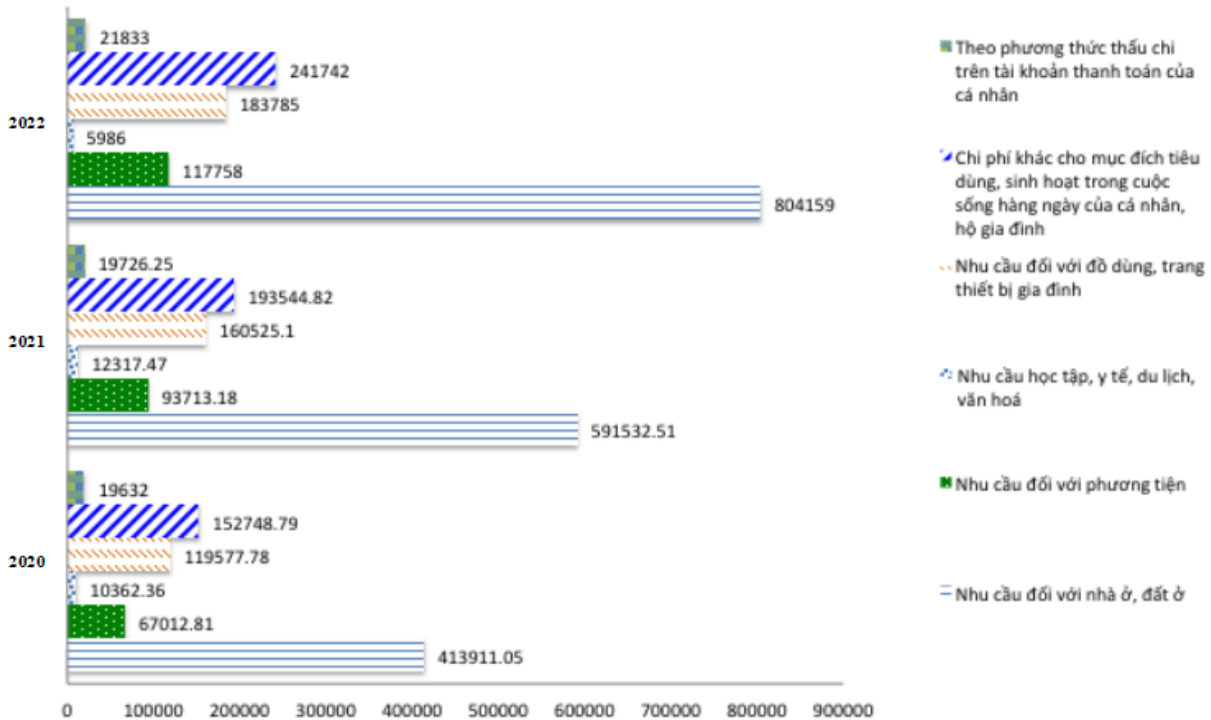 21833
241742
183785
2022
5986
117758
804159
19726.25
193544.82
160525.1
2021
12317.47
93713.18
591532.51
19632
152748.79
119577.78
2020
10362.36
67012.81
413911.05
0 100000 200000 300000 400000 500000 600000 700000 800000 900000
Theo phương thức thấu chi
trên tài khoản thanh toán của
cá nhân
Chi phí khác cho mục đích tiêu
dùng, sinh hoạt trong cuộc
sống hàng ngày của cá nhân,
hộ gia đình
Nhu cầu đối với đồ dùng, trang
thiết bị gia đình
Nhu cầu học tập, y tế, du lịch,
văn hoá
Nhu cầu đối với phương tiện
Nhu cầu đối với nhà ở, đất ở